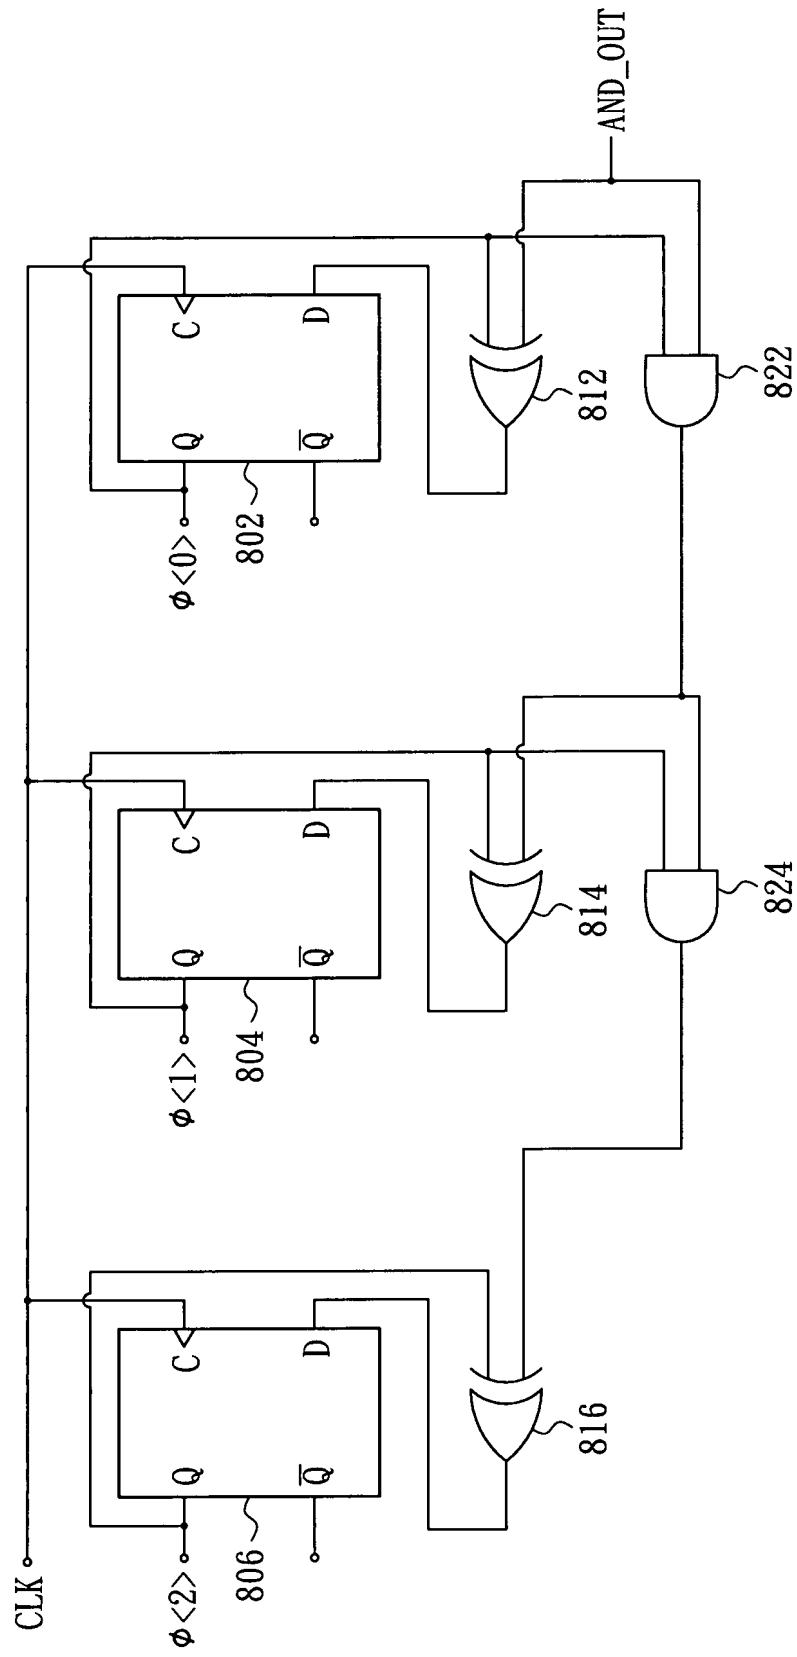 CLK
φ<2>
Q
C
Q̅
D
806
816
φ<1>
Q
C
Q̅
D
804
814
824
φ<0>
Q
C
Q̅
D
802
812
822
AND_OUT